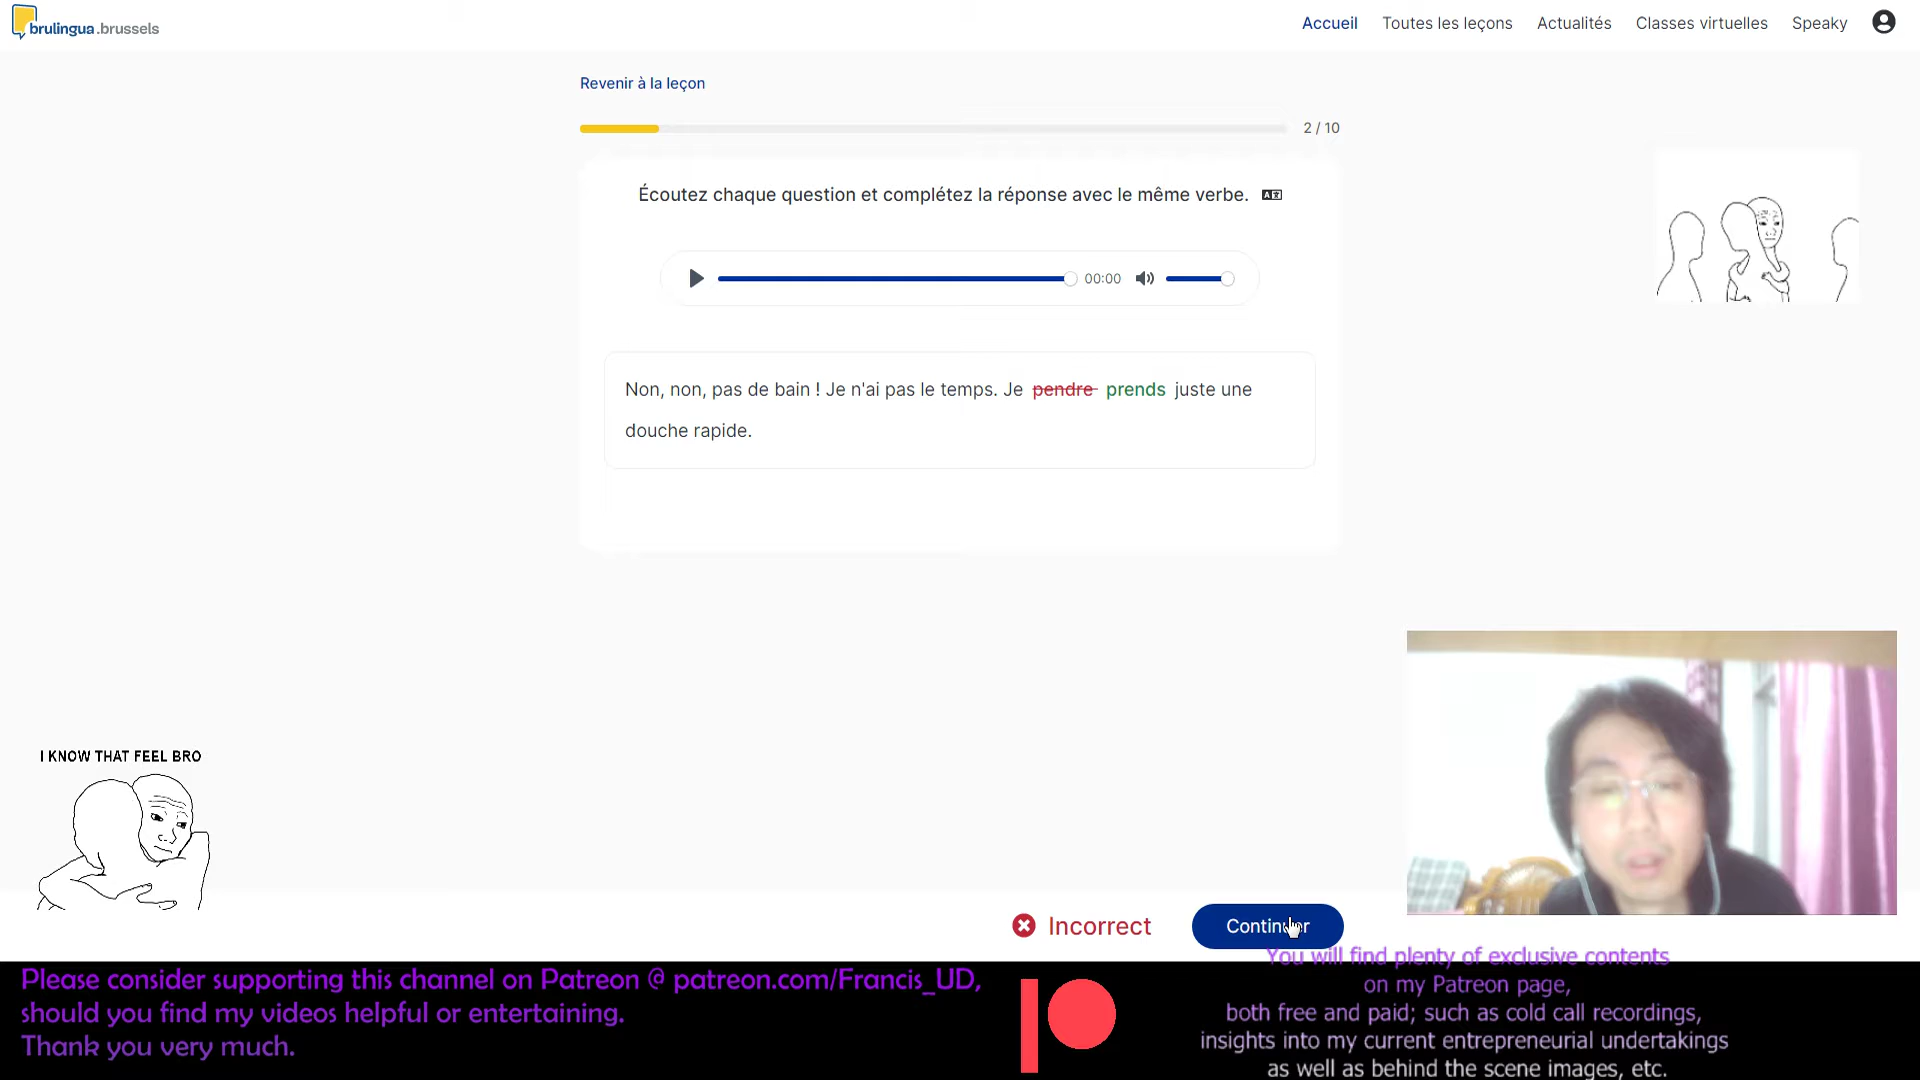 brulingua.brussels
Accueil
Toutes les leçons
Actualités
Classes virtuelles
Speaky
Revenir à la leçon
2 / 10
Écoutez chaque question et complétez la réponse avec le même verbe.
00:00
Non, non, pas de bain ! Je n'ai pas le temps. Je pendre prends juste une
douche rapide.
I KNOW THAT FEEL BRO
Incorrect
Continuer
Please consider supporting this channel on Patreon @ patreon.com/Francis_UD,
should you find my videos helpful or entertaining.
Thank you very much.
You will find plenty of exclusive contents
on my Patreon page,
both free and paid; such as cold call recordings,
insights into my current entrepreneurial undertakings
as well as behind the scene images, etc.